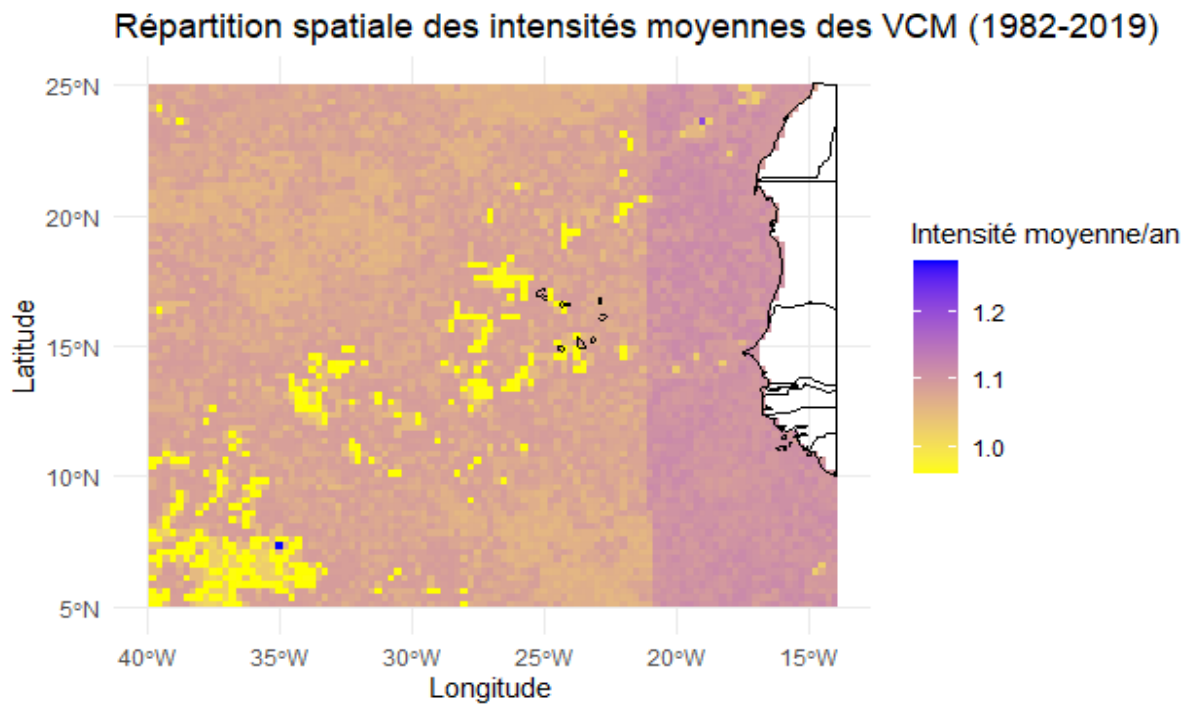 Répartition spatiale des intensités moyennes des VCM (1982-2019)
25°N
20°N
15°N
10°N
5°N
Latitude
40°W 35°W 30°W 25°W 20°W 15°W
Longitude
Intensité moyenne/an
1.2
1.1
1.0